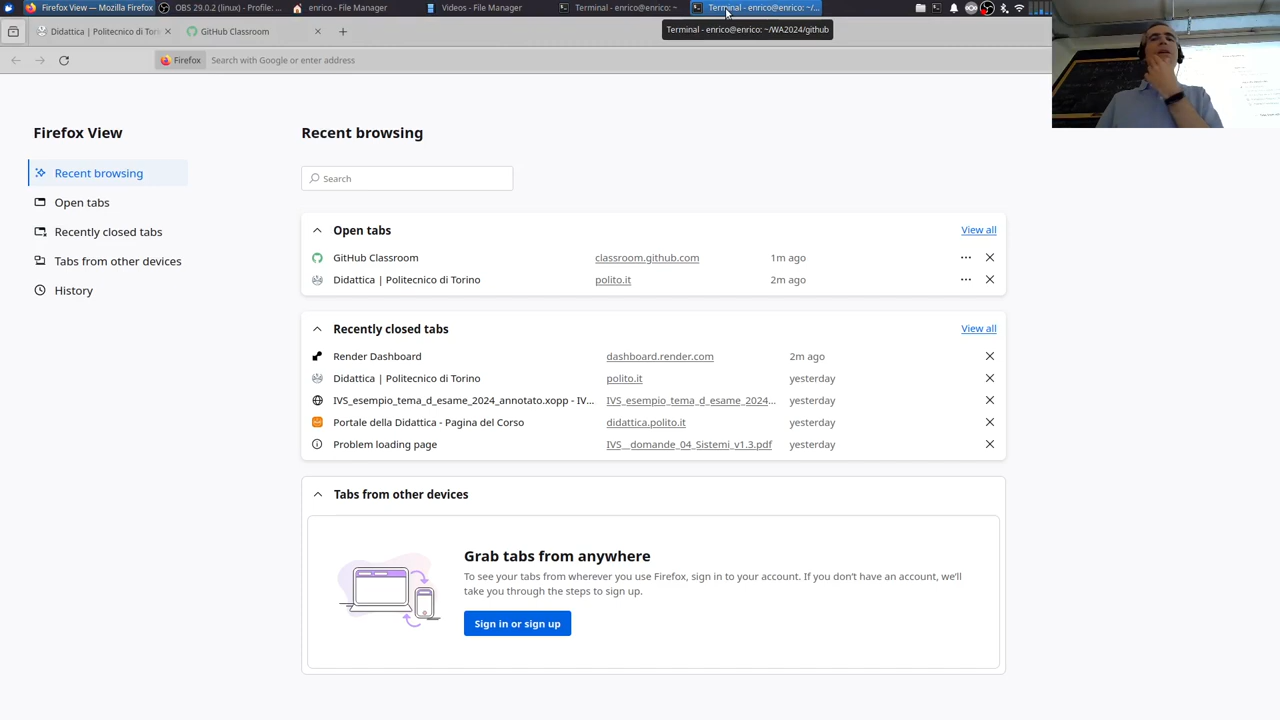 Firefox View — Mozilla Firefox
OBS 29.0.2 (linux) - Profile: ...
enrico - File Manager
Videos - File Manager
Terminal - enrico@enrico: ~
Terminal - enrico@enrico: ~/...
Didattica | Politecnico di Tori
GitHub Classroom
Terminal - enrico@enrico: ~/WA2024/github
Firefox
Search with Google or enter address
Firefox View
Recent browsing
Open tabs
Recently closed tabs
Tabs from other devices
History
Recent browsing
Search
Open tabs
View all
GitHub Classroom classroom.github.com 1m ago
Didattica | Politecnico di Torino polito.it 2m ago
Recently closed tabs
View all
Render Dashboard dashboard.render.com 2m ago
Didattica | Politecnico di Torino polito.it yesterday
IVS_esempio_tema_d_esame_2024_annotato.xopp - IV... IVS_esempio_tema_d_esame_2024... yesterday
Portale della Didattica - Pagina del Corso didattica.polito.it yesterday
Problem loading page IVS__domande_04_Sistemi_v1.3.pdf yesterday
Tabs from other devices
Grab tabs from anywhere
To see your tabs from wherever you use Firefox, sign in to your account. If you don’t have an account, we’ll
take you through the steps to sign up.
Sign in or sign up